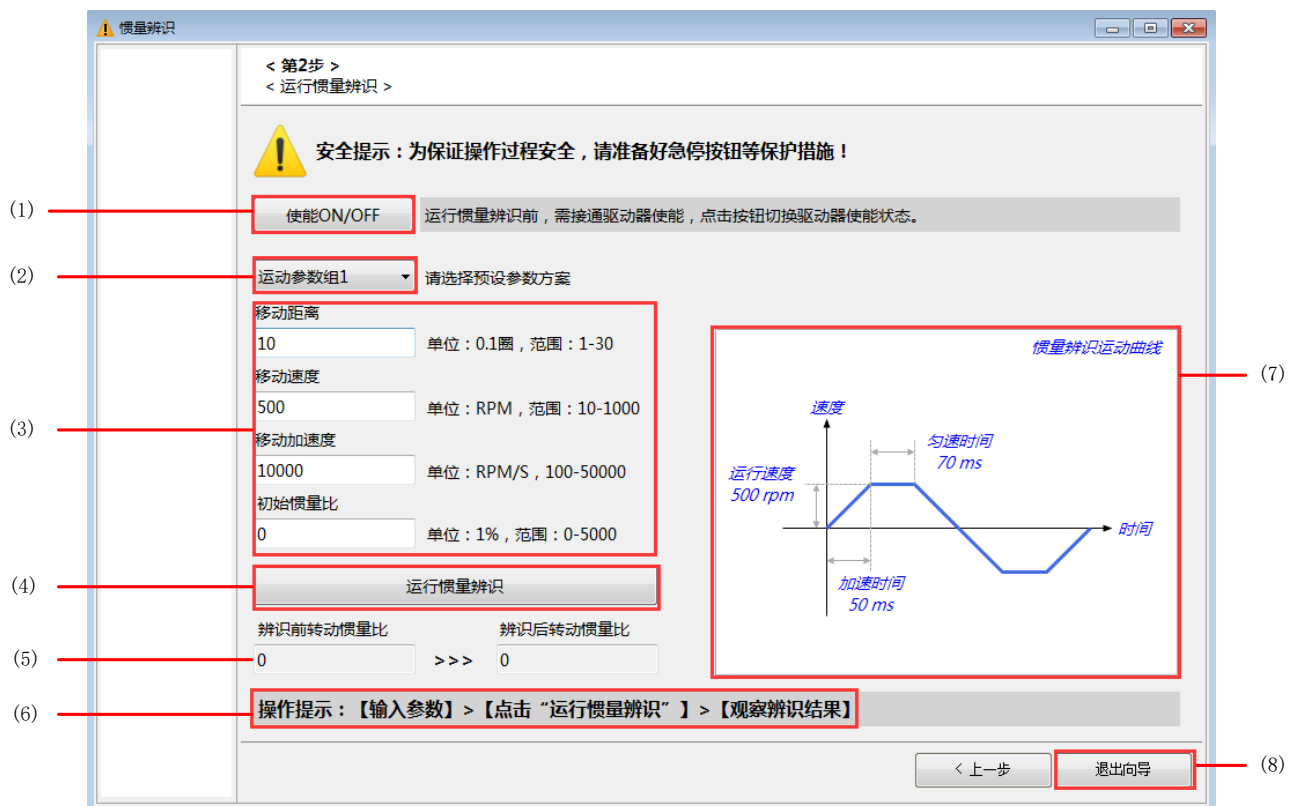 惯量辨识
< 第2步 >
< 运行惯量辨识 >
安全提示：为保证操作过程安全，请准备好急停按钮等保护措施！
(1)
使能ON/OFF
运行惯量辨识前，需接通驱动器使能，点击按钮切换驱动器使能状态。
(2)
运动参数组1
请选择预设参数方案
(3)
移动距离
10
单位：0.1圈，范围：1-30
移动速度
500
单位：RPM，范围：10-1000
移动加速度
10000
单位：RPM/S，100-50000
初始惯量比
0
单位：1%，范围：0-5000
(7)
惯量辨识运动曲线
速度
匀速时间
70 ms
运行速度
500 rpm
时间
加速时间
50 ms
(4)
运行惯量辨识
辨识前转动惯量比
辨识后转动惯量比
(5)
0
>>>
0
(6)
操作提示：【输入参数】>【点击“运行惯量辨识”】>【观察辨识结果】
< 上一步
退出向导
(8)